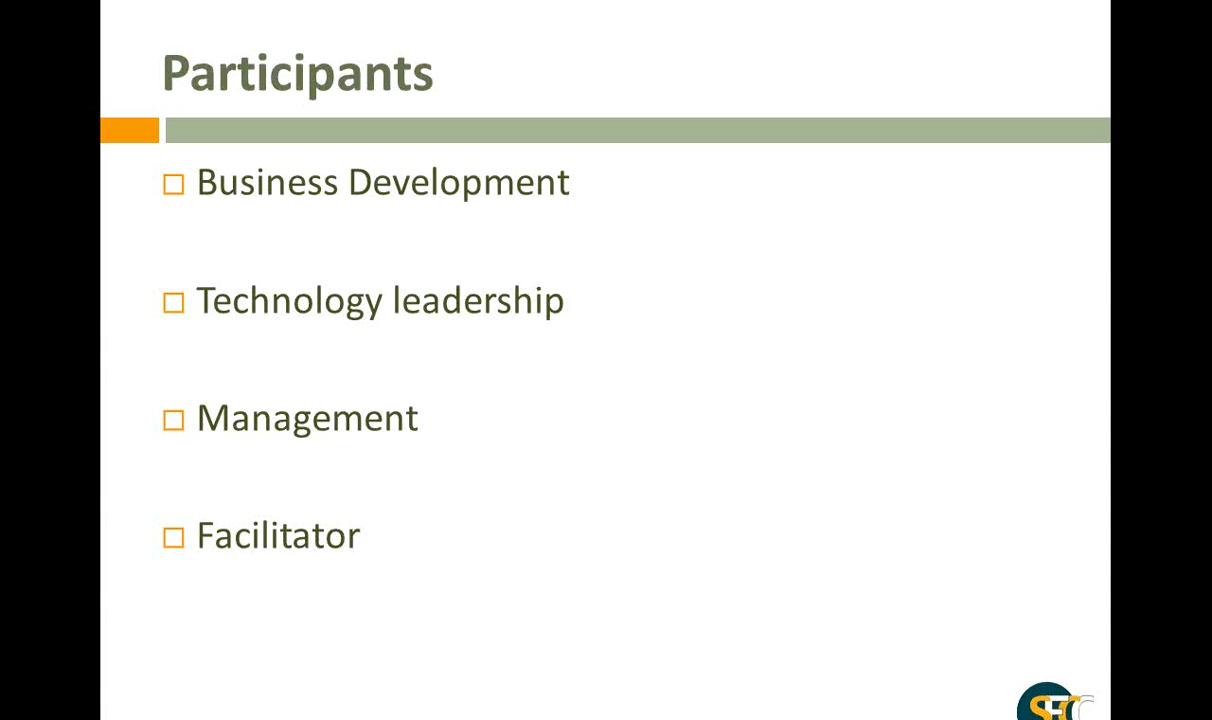 Participants
Business Development
Technology leadership
Management
Facilitator